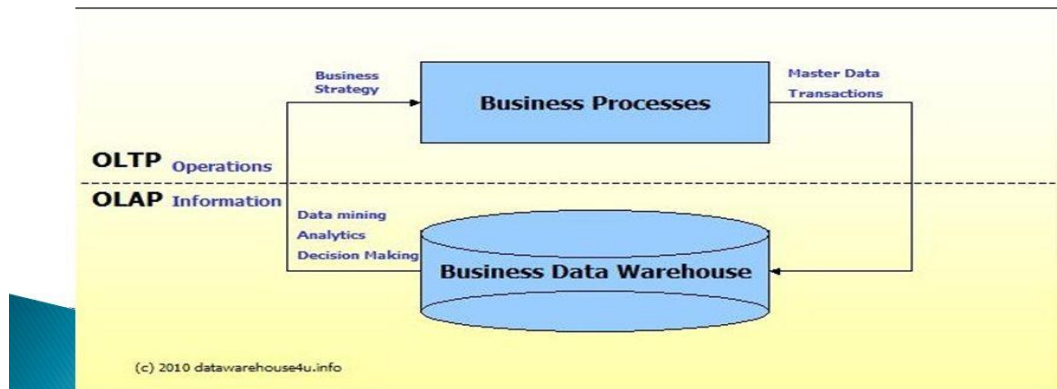 Business
Strategy
Business Processes
Master Data
Transactions
OLTP Operations
OLAP Information
Data mining
Analytics
Decision Making
Business Data Warehouse
(c) 2010 datawarehouse4u.info